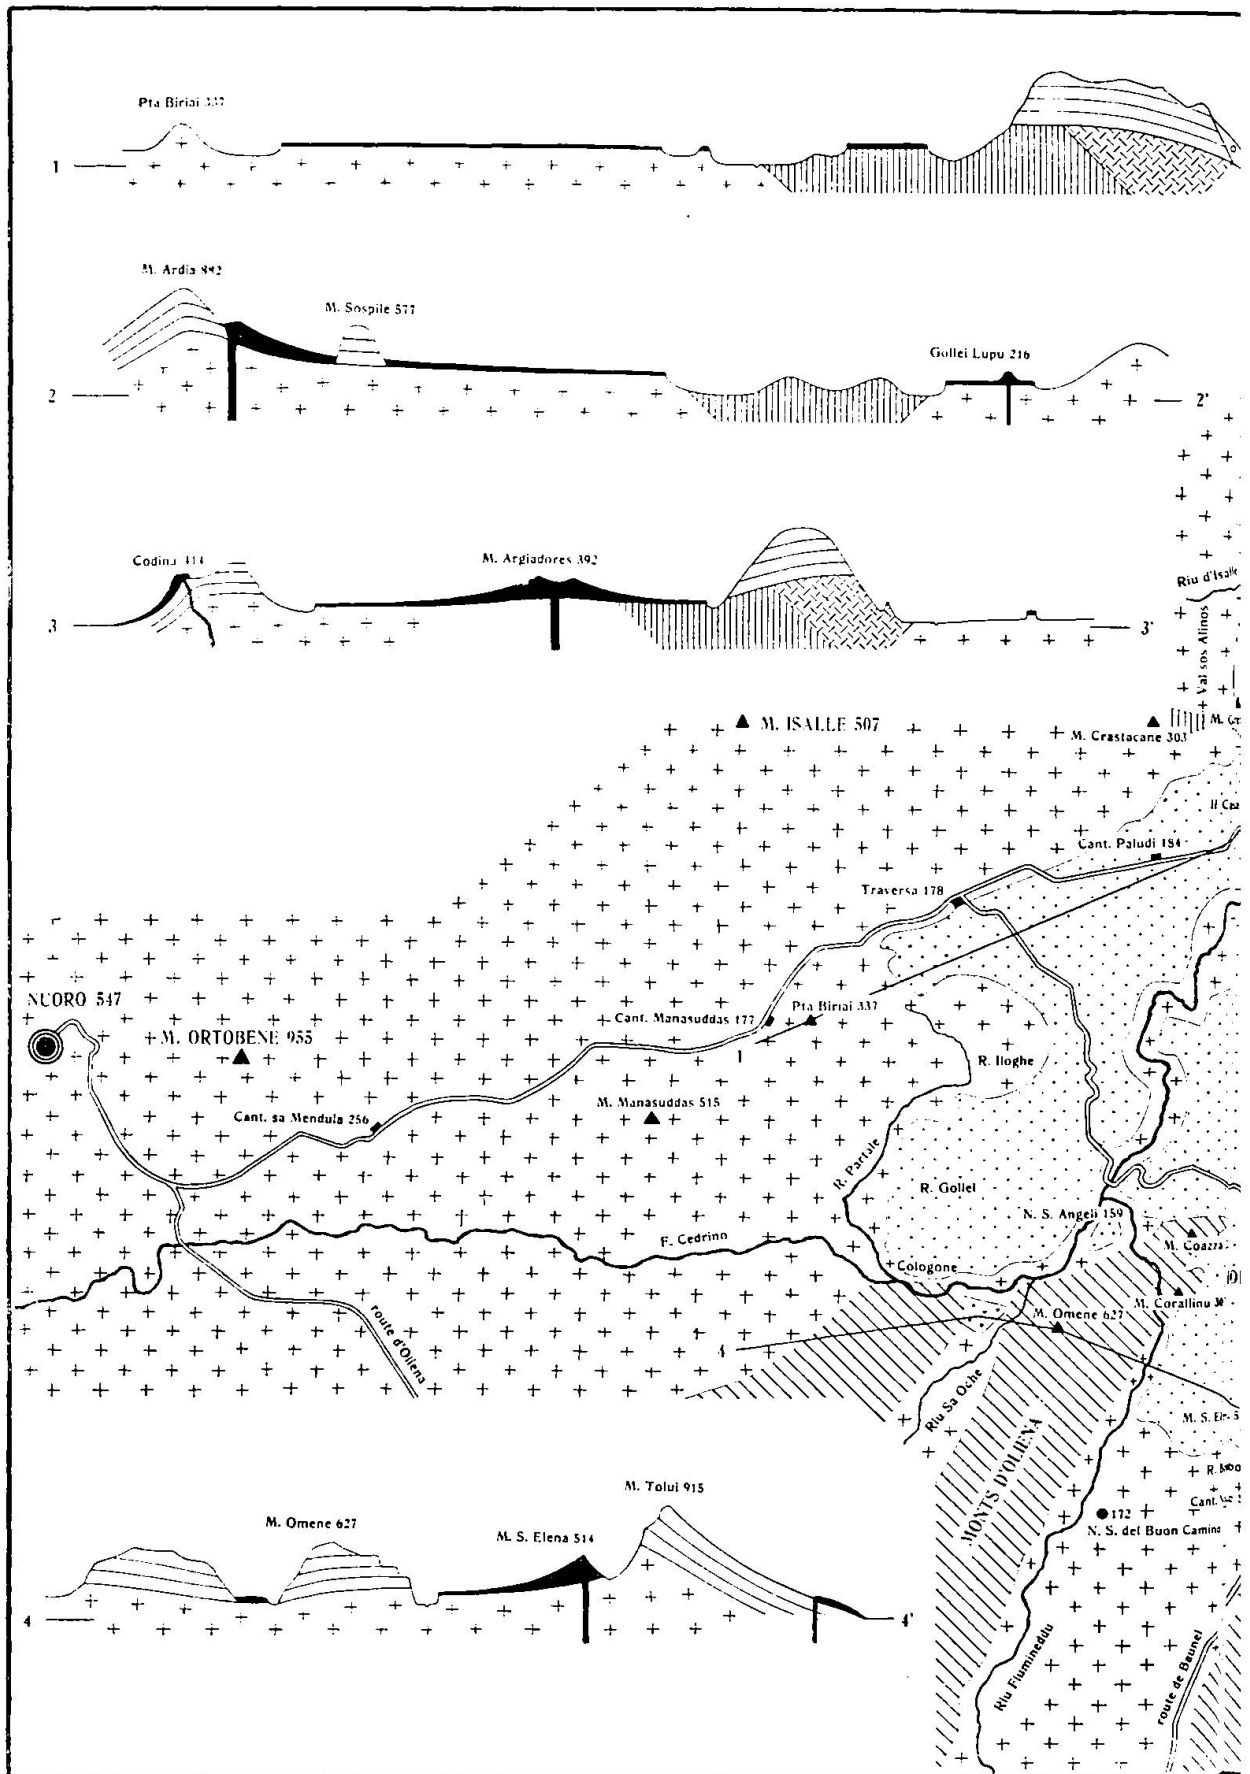 Pta Biriai 337
1
M. Ardia 882
M. Sospile 577
Gollei Lupu 216
2
2'
Codina 414
M. Argiadores 392
3
3'
Riu d'Isalle
Val sos Alinos
M. ISALLE 507
M. Crastacane 303
M.
Il
Cant. Paludi 184
Traversa 178
NUORO 547
M. ORTOBENE 955
Cant. Manasuddas 177
Pta Biriai 337
1
R. Iloghe
M. Manasuddas 515
Cant. sa Mendula 256
R. Partale
R. Gollei
N. S. Angeli 159
F. Cedrino
Cologone
M. Coazza
M. Corallinu
M. Omene 627
4
route d'Oliena
Riu Sa Oche
M. S.
MONTS D'OLIENA
R.
Cant.
172
N. S. del Buon Camino
M. Tolui 915
M. Omene 627
M. S. Elena 514
4
4'
Riu Flumineddu
route de Baunei